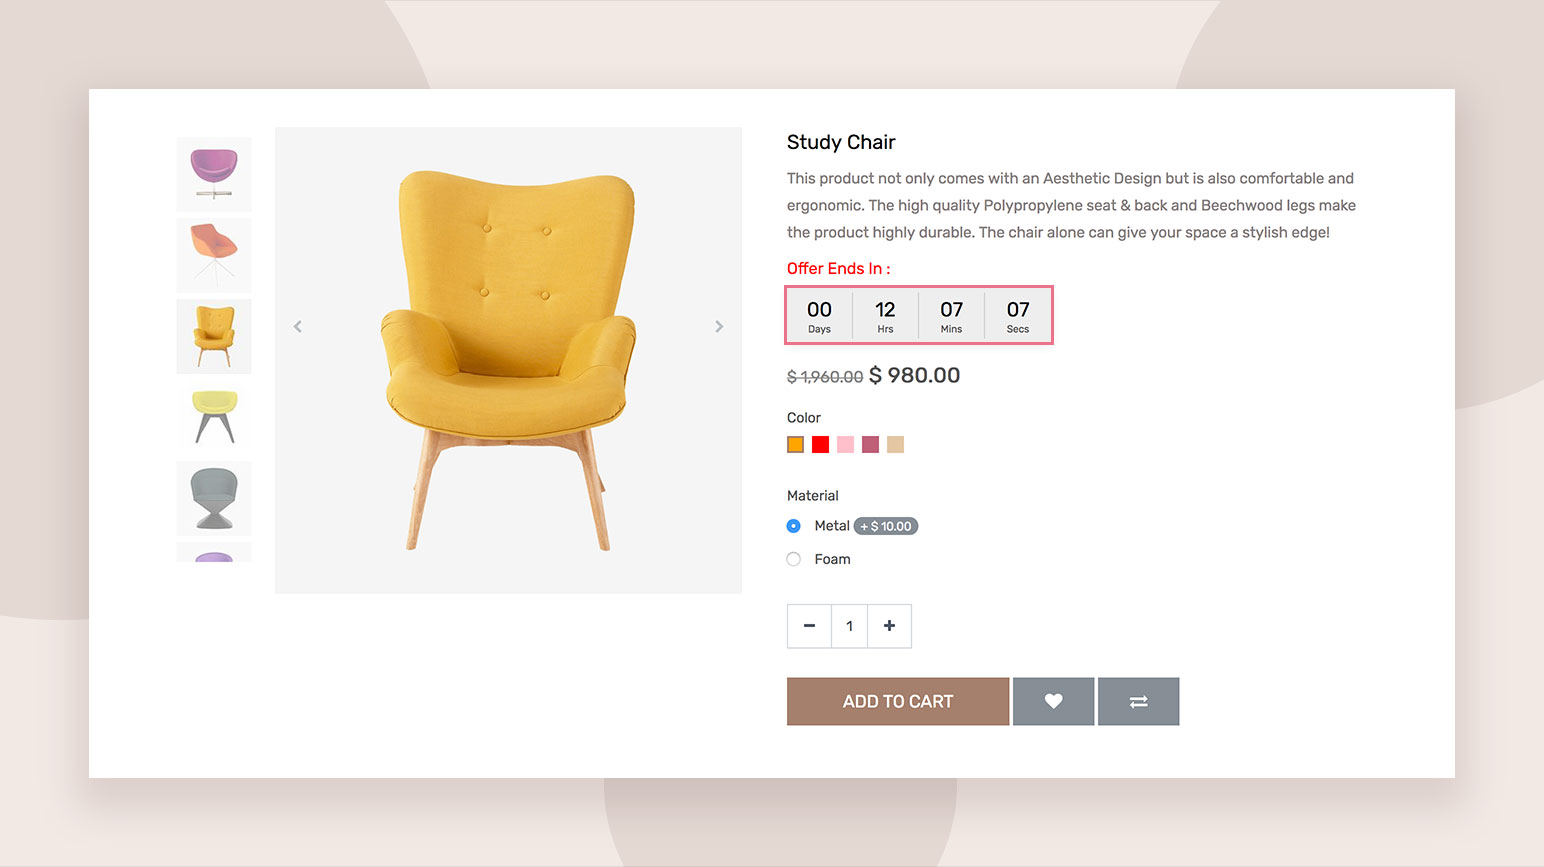 Study Chair
This product not only comes with an Aesthetic Design but is also comfortable and
ergonomic. The high quality Polypropylene seat & back and Beechwood legs make
the product highly durable. The chair alone can give your space a stylish edge!
Offer Ends In :
00 12 07 07
Days Hrs Mins Secs
$ 1,960.00 $ 980.00
Color
Material
Metal + $ 10.00
Foam
1
ADD TO CART